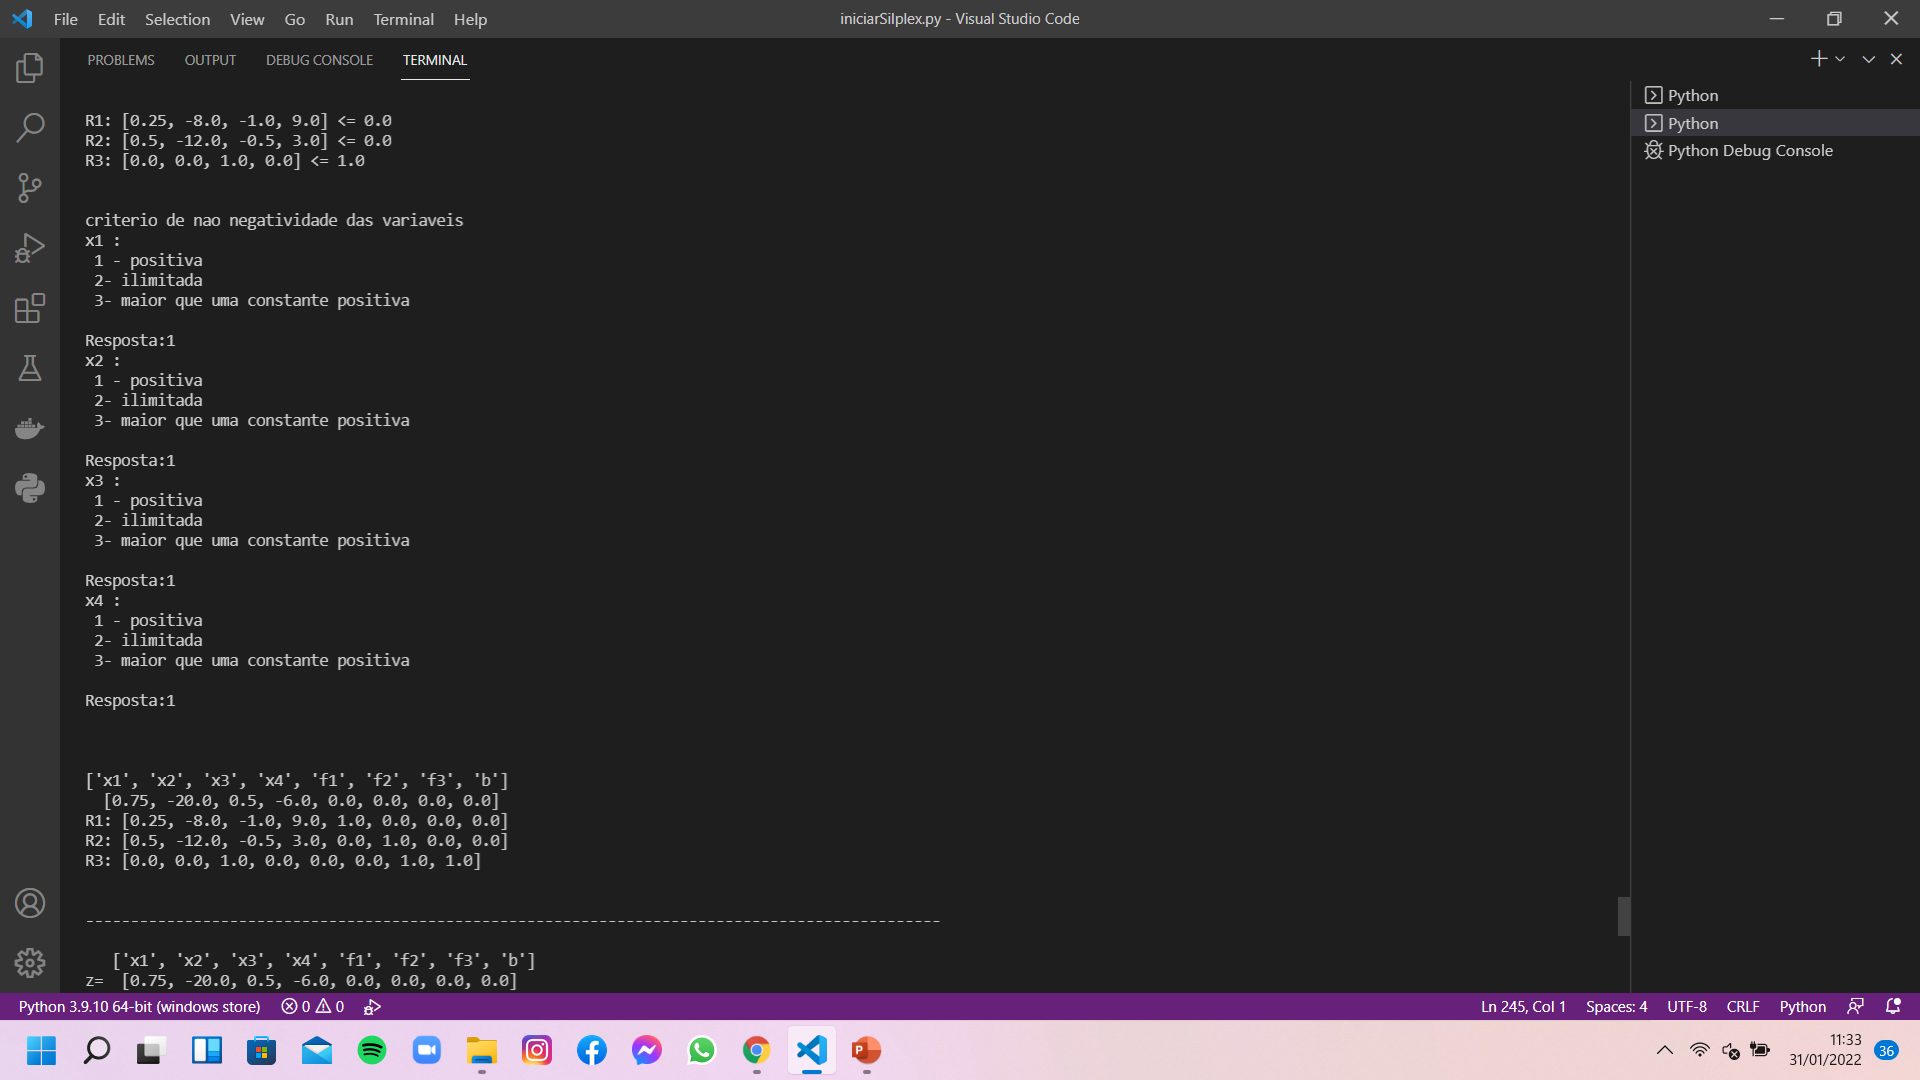 File Edit Selection View Go Run Terminal Help
iniciarSilplex.py - Visual Studio Code
PROBLEMS OUTPUT DEBUG CONSOLE TERMINAL
R1: [0.25, -8.0, -1.0, 9.0] <= 0.0
R2: [0.5, -12.0, -0.5, 3.0] <= 0.0
R3: [0.0, 0.0, 1.0, 0.0] <= 1.0
criterio de nao negatividade das variaveis
x1 :
1 - positiva
2- ilimitada
3- maior que uma constante positiva
Resposta:1
x2 :
1 - positiva
2- ilimitada
3- maior que uma constante positiva
Resposta:1
x3 :
1 - positiva
2- ilimitada
3- maior que uma constante positiva
Resposta:1
x4 :
1 - positiva
2- ilimitada
3- maior que uma constante positiva
Resposta:1
['x1', 'x2', 'x3', 'x4', 'f1', 'f2', 'f3', 'b']
[0.75, -20.0, 0.5, -6.0, 0.0, 0.0, 0.0, 0.0]
R1: [0.25, -8.0, -1.0, 9.0, 1.0, 0.0, 0.0, 0.0]
R2: [0.5, -12.0, -0.5, 3.0, 0.0, 1.0, 0.0, 0.0]
R3: [0.0, 0.0, 1.0, 0.0, 0.0, 0.0, 1.0, 1.0]
-----------------------------------------------------------------------------------------------
['x1', 'x2', 'x3', 'x4', 'f1', 'f2', 'f3', 'b']
z= [0.75, -20.0, 0.5, -6.0, 0.0, 0.0, 0.0, 0.0]
Python
Python
Python Debug Console
Python 3.9.10 64-bit (windows store) 0 0
Ln 245, Col 1 Spaces: 4 UTF-8 CRLF Python
P
11:33
31/01/2022
36